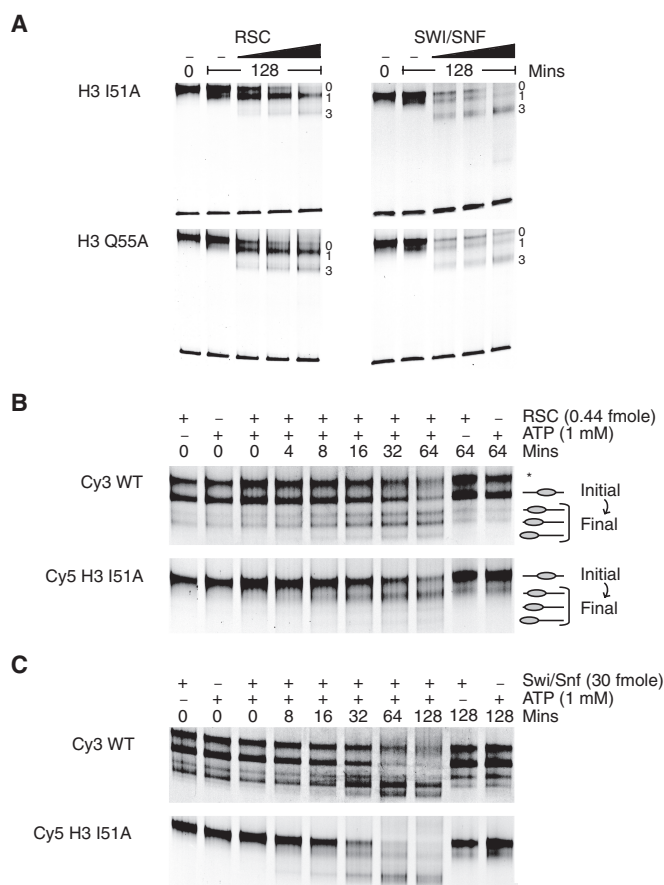 A
RSC
SWI/SNF
– – – –
0 128 128 Mins
H3 I51A
0
1
3
0
1
3
H3 Q55A
0
1
3
0
1
3
B
+ – + + + + + + + – RSC (0.44 fmole)
– + + + + + + + – + ATP (1 mM)
0 0 0 4 8 16 32 64 64 64 Mins
Cy3 WT
*
Initial
Final
Cy5 H3 I51A
Initial
Final
C
+ – + + + + + + + – Swi/Snf (30 fmole)
– + + + + + + + – + ATP (1 mM)
0 0 0 8 16 32 64 128 128 128 Mins
Cy3 WT
Cy5 H3 I51A